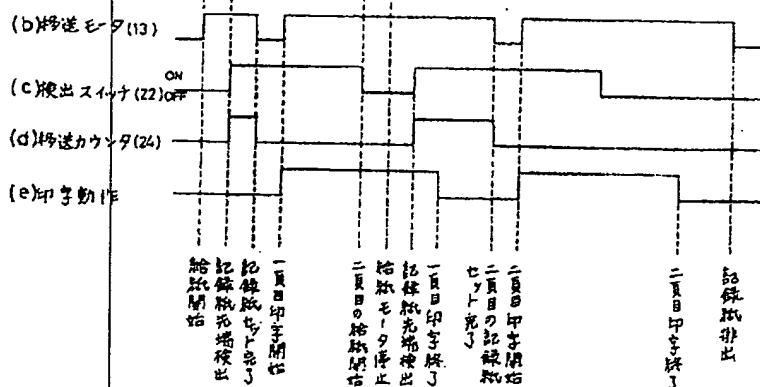 (b)移送モータ(13)
ON
(c)検出スイッチ(22)OFF
(d)移送カウンタ(24)
(e)印字動作
給紙開始
記録紙先端検出
記録紙セット完了
一頁目印字開始
二頁目の給紙開始
給紙モータ停止
記録紙先端検出
一頁目印字終了
二頁目の記録紙
セット完了
二頁目印字開始
二頁目印字終了
記録紙排出